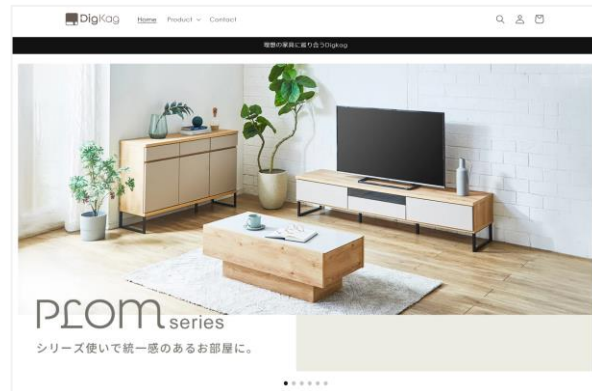 DigKag
Home Product Contact
理想の家具に巡り合うDigkag
PLOM series
シリーズ使いで統一感のあるお部屋に。